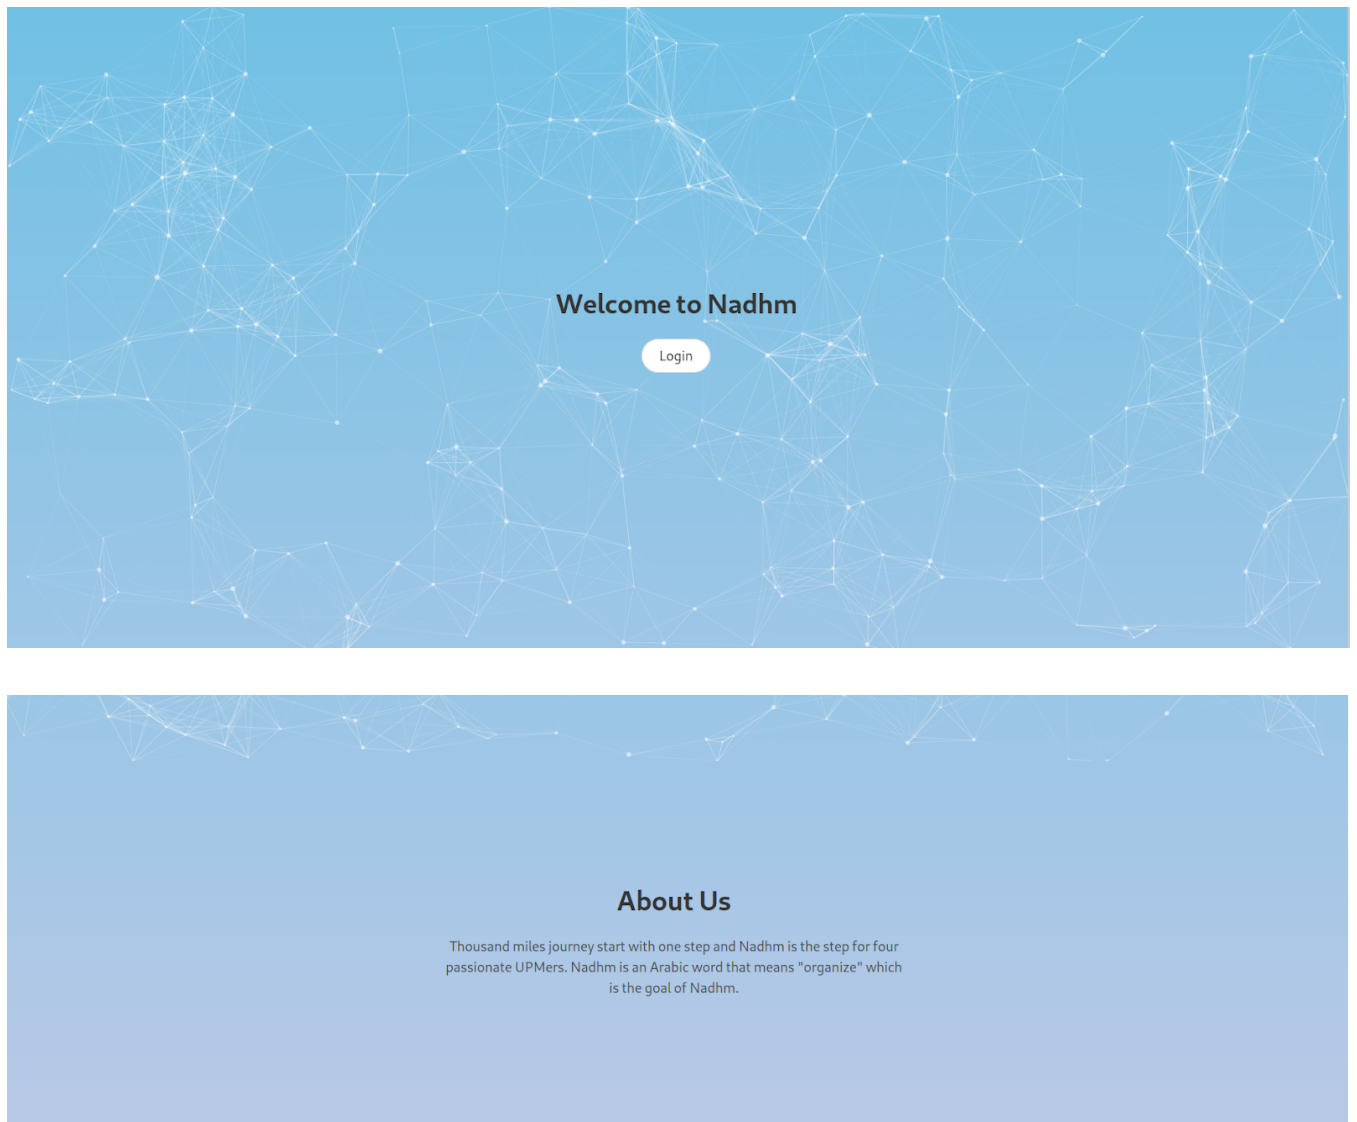 Welcome to Nadhm
Login
About Us
Thousand miles journey start with one step and Nadhm is the step for four
passionate UPMers. Nadhm is an Arabic word that means "organize" which
is the goal of Nadhm.